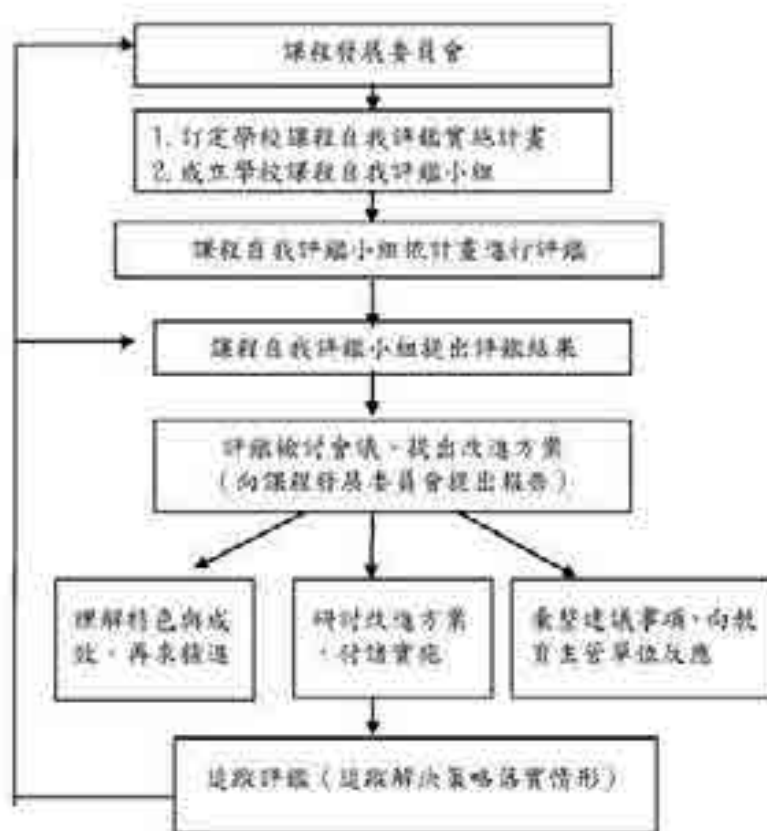 課程發展委員會
1. 訂定學校課程自我評鑑實施計畫
2. 成立學校課程自我評鑑小組
課程自我評鑑小組依計畫進行評鑑
課程自我評鑑小組提出評鑑結果
評鑑檢討會議、提出改進方案
(向課程發展委員會提出報告)
理解特色與成
效,再求精進
研討改進方案
,付諸實施
彙整建議事項、向教
育主管單位反應
追蹤評鑑(追蹤解決策略落實情形)